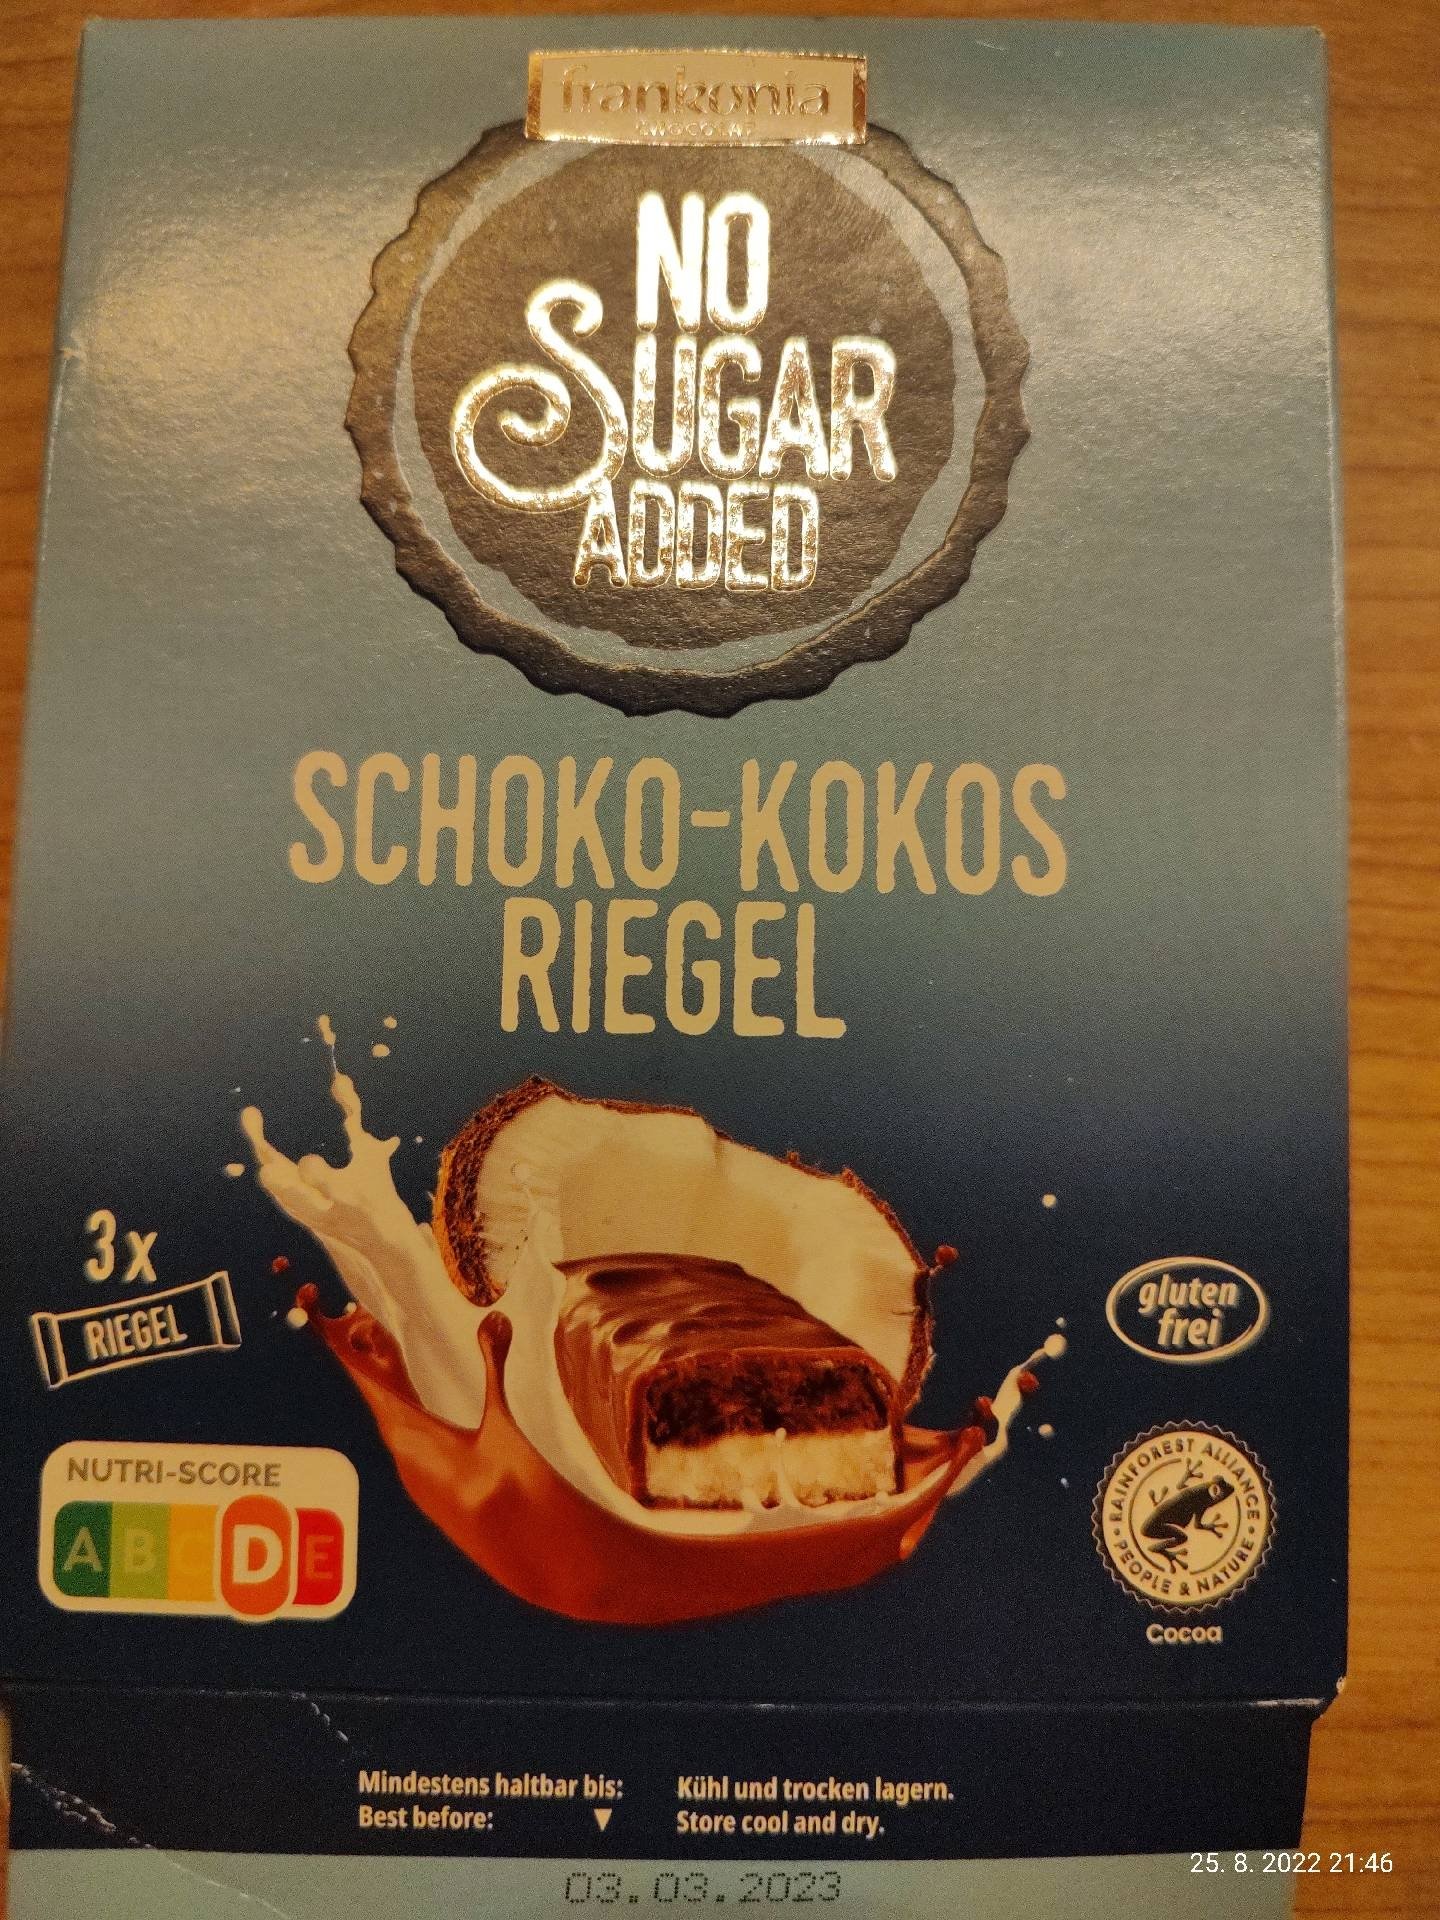 frankonia
CHOCOLAT
NO
SUGAR
ADDED
SCHOKO-KOKOS
RIEGEL
3x
RIEGEL
gluten
frei
NUTRI-SCORE
A B C D E
RAINFOREST ALLIANCE
• PEOPLE & NATURE •
Cocoa
Mindestens haltbar bis:
Best before: ▼
Kühl und trocken lagern.
Store cool and dry.
03.03.2023
25. 8. 2022 21:46